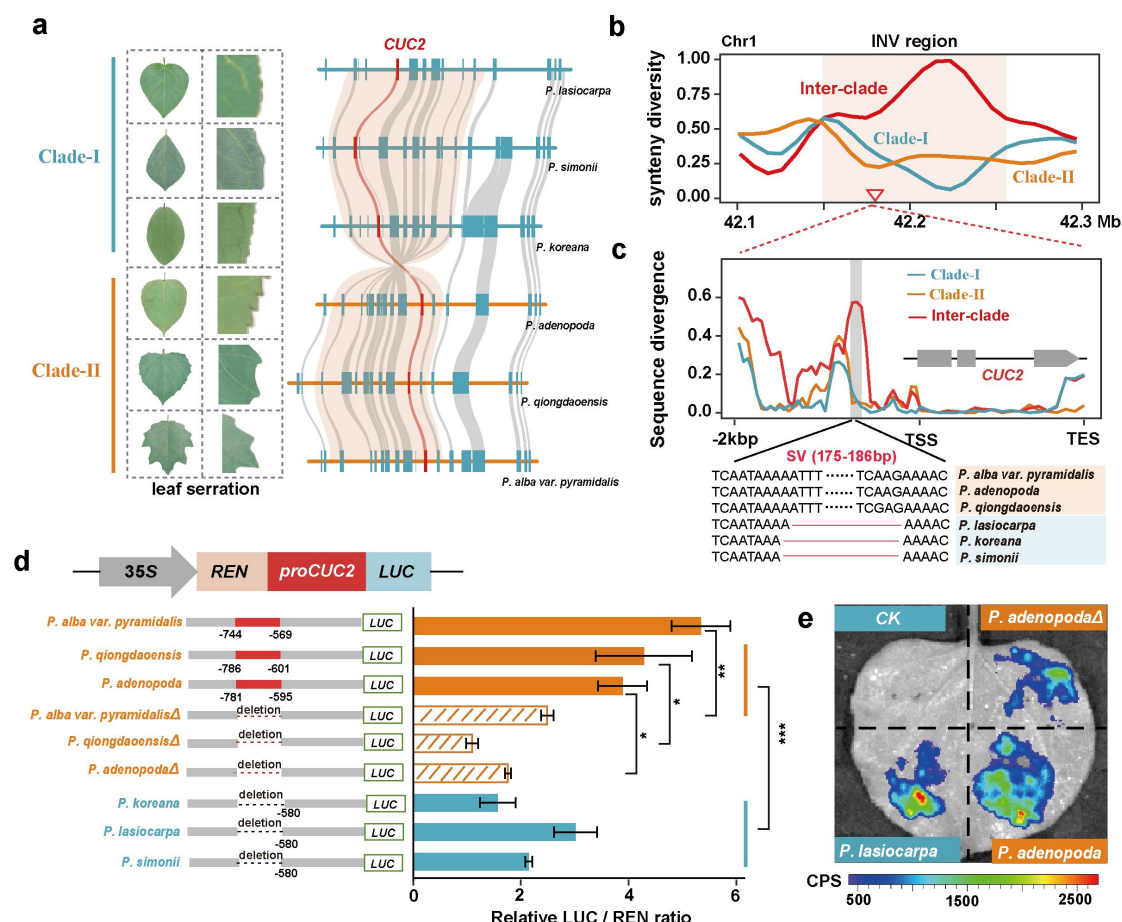 a
CUC2
P. lasiocarpa
P. simonii
P. koreana
P. adenopoda
P. qiongdaoensis
P. alba var. pyramidalis
Clade-I
Clade-II
leaf serration
b
Chr1
INV region
synteny diversity
1.00
0.75
0.50
0.25
0.00
Inter-clade
Clade-I
Clade-II
42.1
42.2
42.3 Mb
c
Sequence divergence
0.6
0.4
0.2
0.0
Clade-I
Clade-II
Inter-clade
CUC2
-2kbp
TSS
TES
SV (175-186bp)
TCAATAAAAATTT ...... TCAAGAAAAC P. alba var. pyramidalis
TCAATAAAAATTT ...... TCAAGAAAAC P. adenopoda
TCAATAAAAATTT ...... TCGAGAAAAC P. qiongdaoensis
TCAATAAAA AAAAC P. lasiocarpa
TCAATAAA AAAAC P. koreana
TCAATAAA AAAAC P. simonii
d
35S REN proCUC2 LUC
P. alba var. pyramidalis LUC
-744 -569
P. qiongdaoensis LUC
-786 -601
P. adenopoda LUC
-781 -595
P. alba var. pyramidalisΔ deletion LUC
P. qiongdaoensisΔ deletion LUC
P. adenopodaΔ deletion LUC
P. koreana deletion LUC
-580
P. lasiocarpa deletion LUC
-580
P. simonii deletion LUC
-580
**
*
*
***
0 2 4 6
Relative LUC / REN ratio
e
CK
P. adenopodaΔ
P. lasiocarpa
P. adenopoda
CPS
500 1500 2500